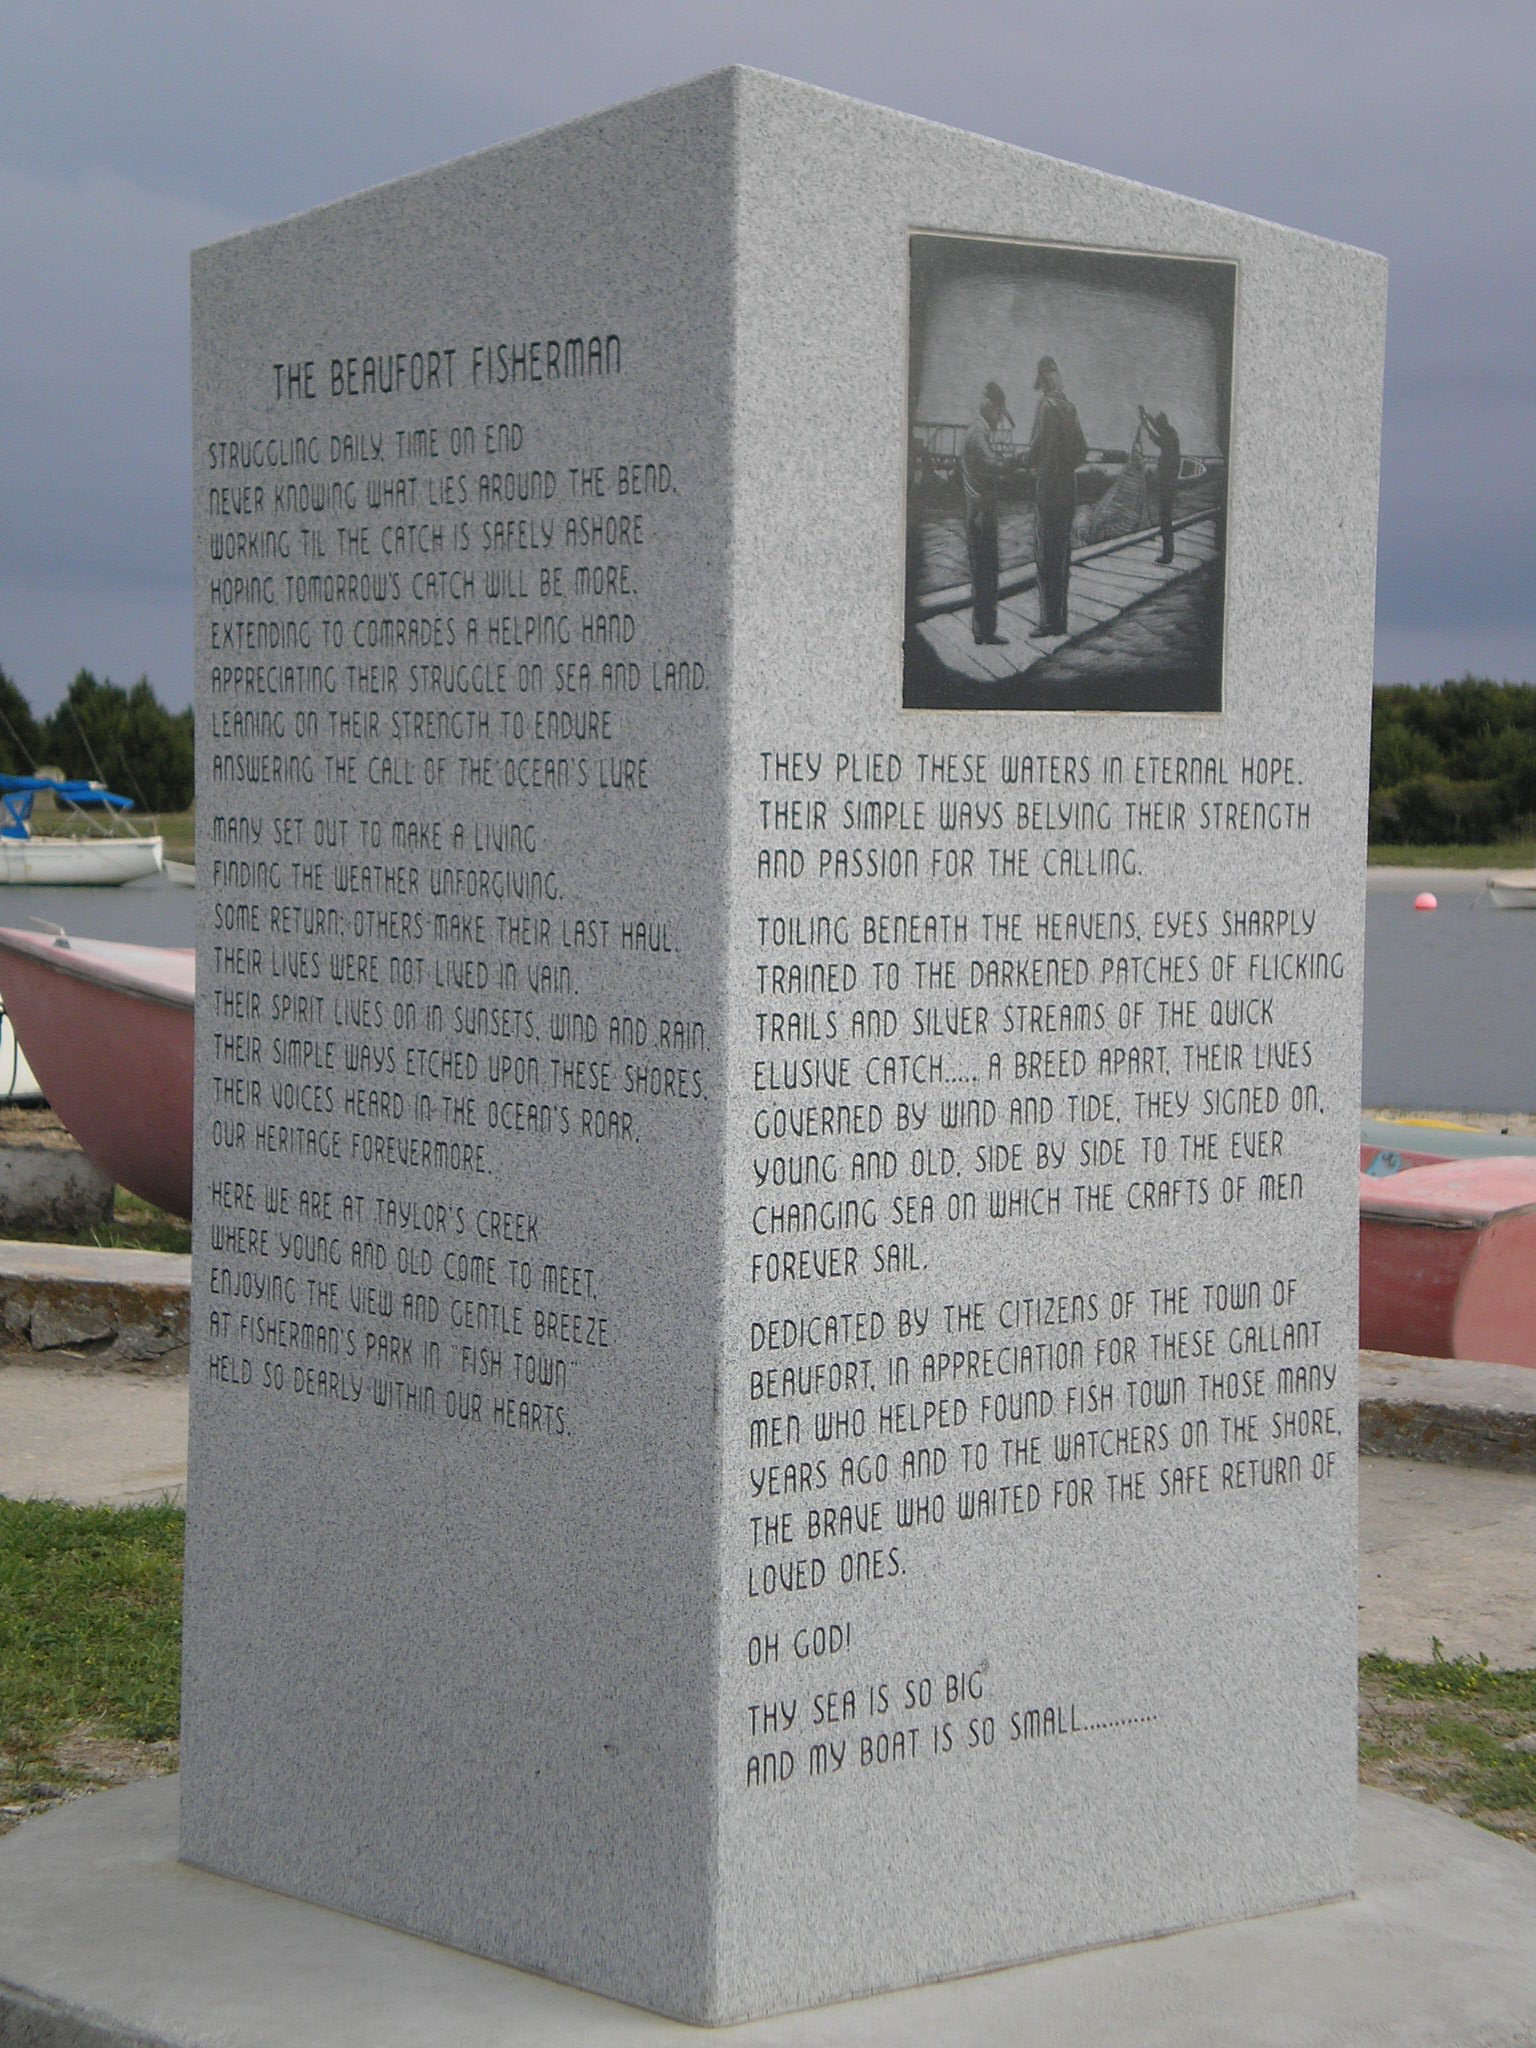 THE BEAUFORT FISHERMAN
STRUGGLING DAILY, TIME ON END
NEVER KNOWING WHAT LIES AROUND THE BEND,
WORKING TIL THE CATCH IS SAFELY ASHORE
HOPING TOMORROW'S CATCH WILL BE MORE,
EXTENDING TO COMRADES A HELPING HAND
APPRECIATING THEIR STRUGGLE ON SEA AND LAND,
LEANING ON THEIR STRENGTH TO ENDURE
ANSWERING THE CALL OF THE OCEAN'S LURE
MANY SET OUT TO MAKE A LIVING
FINDING THE WEATHER UNFORGIVING,
SOME RETURN; OTHERS MAKE THEIR LAST HAUL,
THEIR LIVES WERE NOT LIVED IN VAIN.
THEIR SPIRIT LIVES ON IN SUNSETS, WIND AND RAIN,
THEIR SIMPLE WAYS ETCHED UPON THESE SHORES,
THEIR VOICES HEARD IN THE OCEAN'S ROAR,
OUR HERITAGE FOREVERMORE.
HERE WE ARE AT TAYLOR'S CREEK
WHERE YOUNG AND OLD COME TO MEET,
ENJOYING THE VIEW AND GENTLE BREEZE
AT FISHERMAN'S PARK IN "FISH TOWN"
HELD SO DEARLY WITHIN OUR HEARTS.
THEY PLIED THESE WATERS IN ETERNAL HOPE.
THEIR SIMPLE WAYS BELYING THEIR STRENGTH
AND PASSION FOR THE CALLING.
TOILING BENEATH THE HEAVENS, EYES SHARPLY
TRAINED TO THE DARKENED PATCHES OF FLICKING
TRAILS AND SILVER STREAMS OF THE QUICK
ELUSIVE CATCH..... A BREED APART, THEIR LIVES
GOVERNED BY WIND AND TIDE, THEY SIGNED ON,
YOUNG AND OLD, SIDE BY SIDE TO THE EVER
CHANGING SEA ON WHICH THE CRAFTS OF MEN
FOREVER SAIL.
DEDICATED BY THE CITIZENS OF THE TOWN OF
BEAUFORT, IN APPRECIATION FOR THESE GALLANT
MEN WHO HELPED FOUND FISH TOWN THOSE MANY
YEARS AGO AND TO THE WATCHERS ON THE SHORE,
THE BRAVE WHO WAITED FOR THE SAFE RETURN OF
LOVED ONES.
OH GOD!
THY SEA IS SO BIG
AND MY BOAT IS SO SMALL............